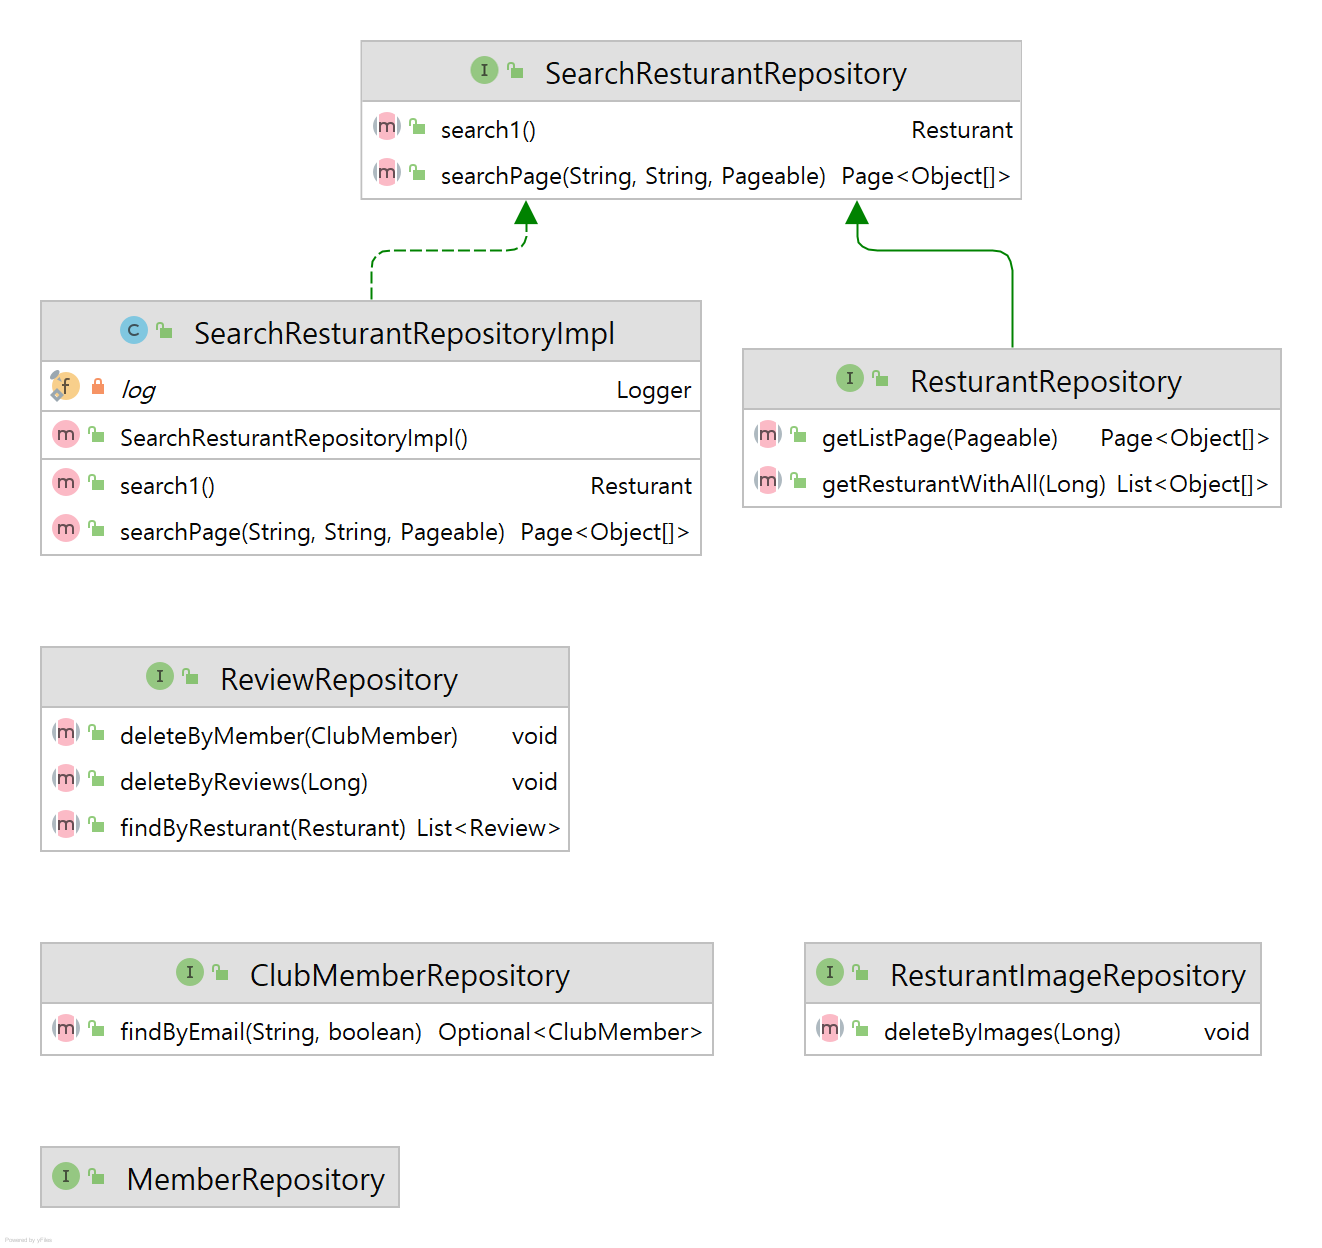 SearchResturantRepository
search1() Resturant
searchPage(String, String, Pageable) Page<Object[]>
SearchResturantRepositoryImpl
log Logger
SearchResturantRepositoryImpl()
search1() Resturant
searchPage(String, String, Pageable) Page<Object[]>
ResturantRepository
getListPage(Pageable) Page<Object[]>
getResturantWithAll(Long) List<Object[]>
ReviewRepository
deleteByMember(ClubMember) void
deleteByReviews(Long) void
findByResturant(Resturant) List<Review>
ClubMemberRepository
findByEmail(String, boolean) Optional<ClubMember>
ResturantImageRepository
deleteByImages(Long) void
MemberRepository
Powered by yFiles